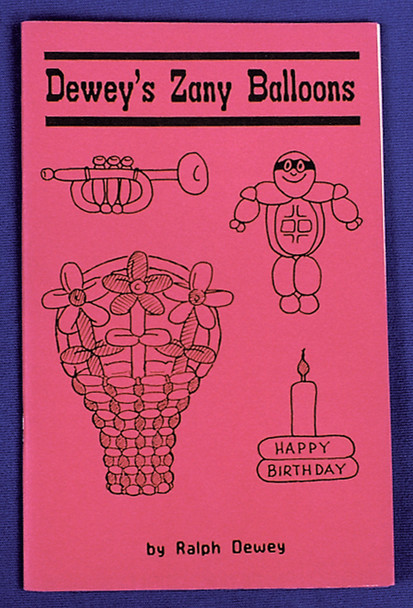 Dewey's Zany Balloons
HAPPY
BIRTHDAY
by Ralph Dewey